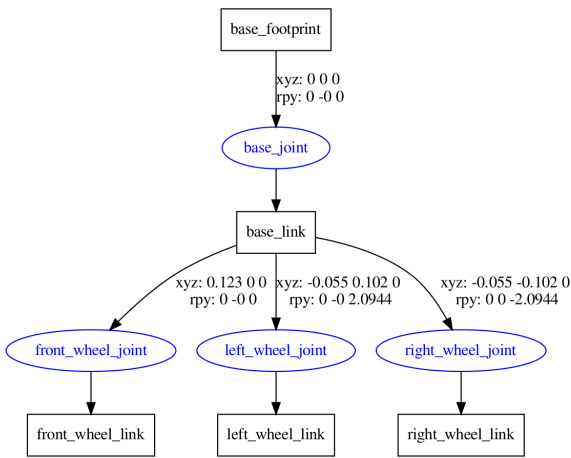 base_footprint
xyz: 0 0 0
rpy: 0 -0 0
base_joint
base_link
xyz: 0.123 0 0
rpy: 0 -0 0
xyz: -0.055 0.102 0
rpy: 0 -0 2.0944
xyz: -0.055 -0.102 0
rpy: 0 0 -2.0944
front_wheel_joint
left_wheel_joint
right_wheel_joint
front_wheel_link
left_wheel_link
right_wheel_link